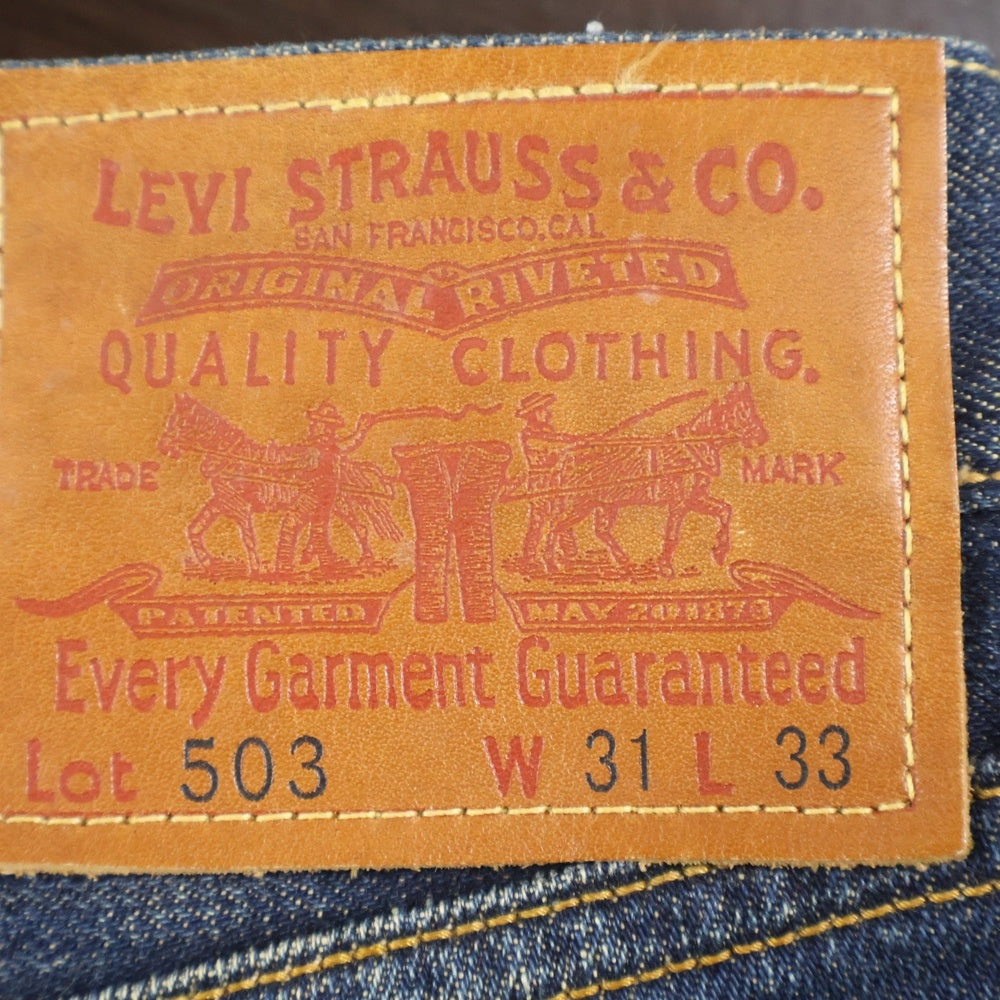 LEVI STRAUSS & CO.
SAN FRANCISCO.CAL
ORIGINAL RIVETED
QUALITY CLOTHING.
TRADE MARK
PATENTED MAY 20 1873
Every Garment Guaranteed
Lot 503 W 31 L 33